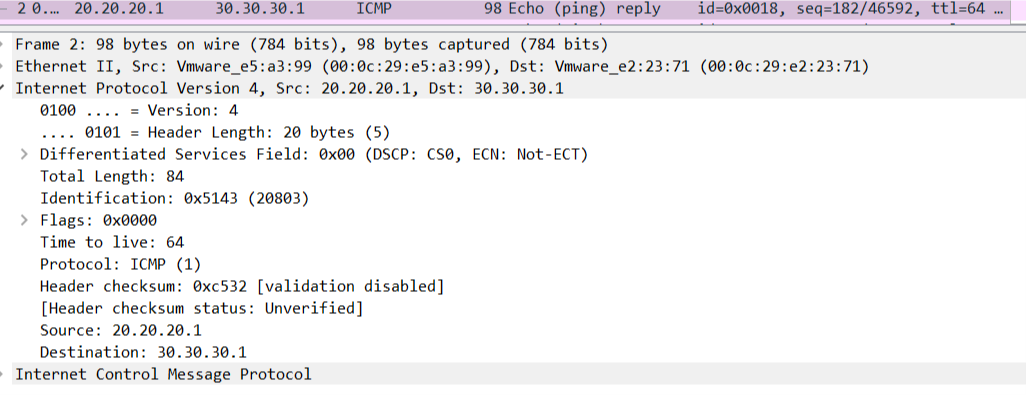 2 0.… 20.20.20.1 30.30.30.1 ICMP 98 Echo (ping) reply id=0x0018, seq=182/46592, ttl=64 …
Frame 2: 98 bytes on wire (784 bits), 98 bytes captured (784 bits)
Ethernet II, Src: Vmware_e5:a3:99 (00:0c:29:e5:a3:99), Dst: Vmware_e2:23:71 (00:0c:29:e2:23:71)
Internet Protocol Version 4, Src: 20.20.20.1, Dst: 30.30.30.1
0100 .... = Version: 4
.... 0101 = Header Length: 20 bytes (5)
Differentiated Services Field: 0x00 (DSCP: CS0, ECN: Not-ECT)
Total Length: 84
Identification: 0x5143 (20803)
Flags: 0x0000
Time to live: 64
Protocol: ICMP (1)
Header checksum: 0xc532 [validation disabled]
[Header checksum status: Unverified]
Source: 20.20.20.1
Destination: 30.30.30.1
Internet Control Message Protocol